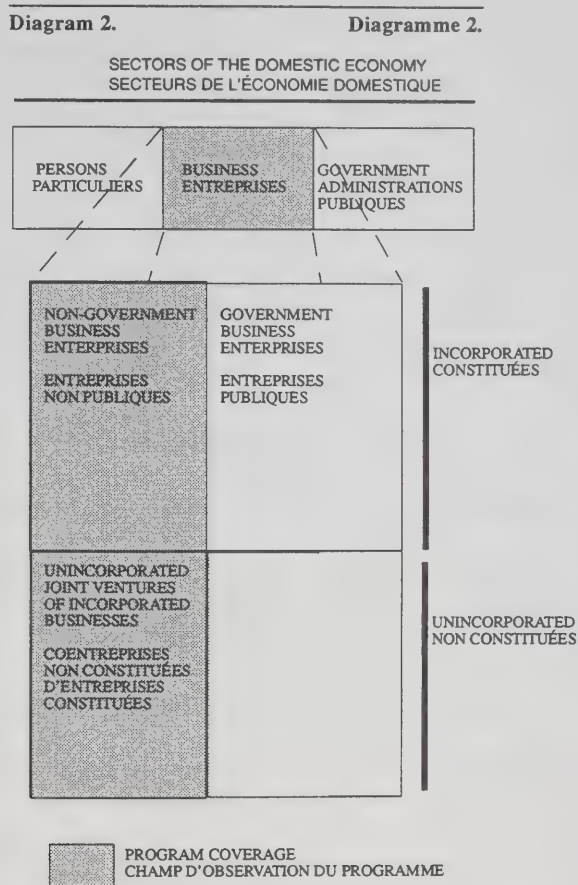 Diagram 2. Diagramme 2.
SECTORS OF THE DOMESTIC ECONOMY
SECTEURS DE L'ÉCONOMIE DOMESTIQUE
PERSONS
PARTICULIERS
BUSINESS
ENTREPRISES
GOVERNMENT
ADMINISTRATIONS
PUBLIQUES
NON-GOVERNMENT
BUSINESS
ENTERPRISES
ENTREPRISES
NON PUBLIQUES
GOVERNMENT
BUSINESS
ENTERPRISES
ENTREPRISES
PUBLIQUES
INCORPORATED
CONSTITUÉES
UNINCORPORATED
JOINT VENTURES
OF INCORPORATED
BUSINESSES
COENTREPRISES
NON CONSTITUÉES
D'ENTREPRISES
CONSTITUÉES
UNINCORPORATED
NON CONSTITUÉES
PROGRAM COVERAGE
CHAMP D'OBSERVATION DU PROGRAMME